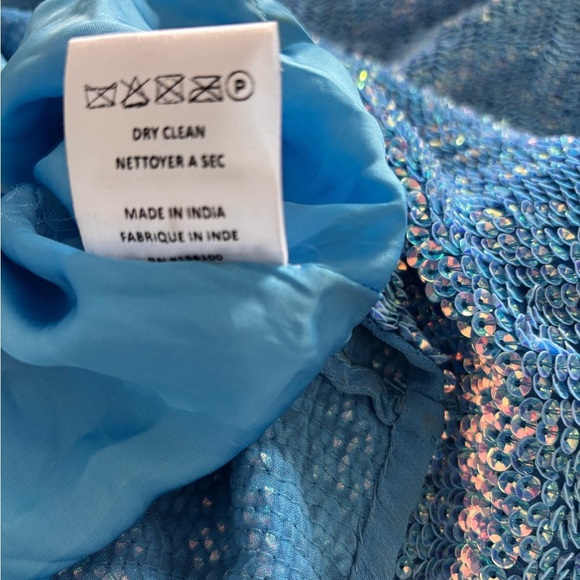 P
DRY CLEAN
NETTOYER A SEC
MADE IN INDIA
FABRIQUE IN INDE